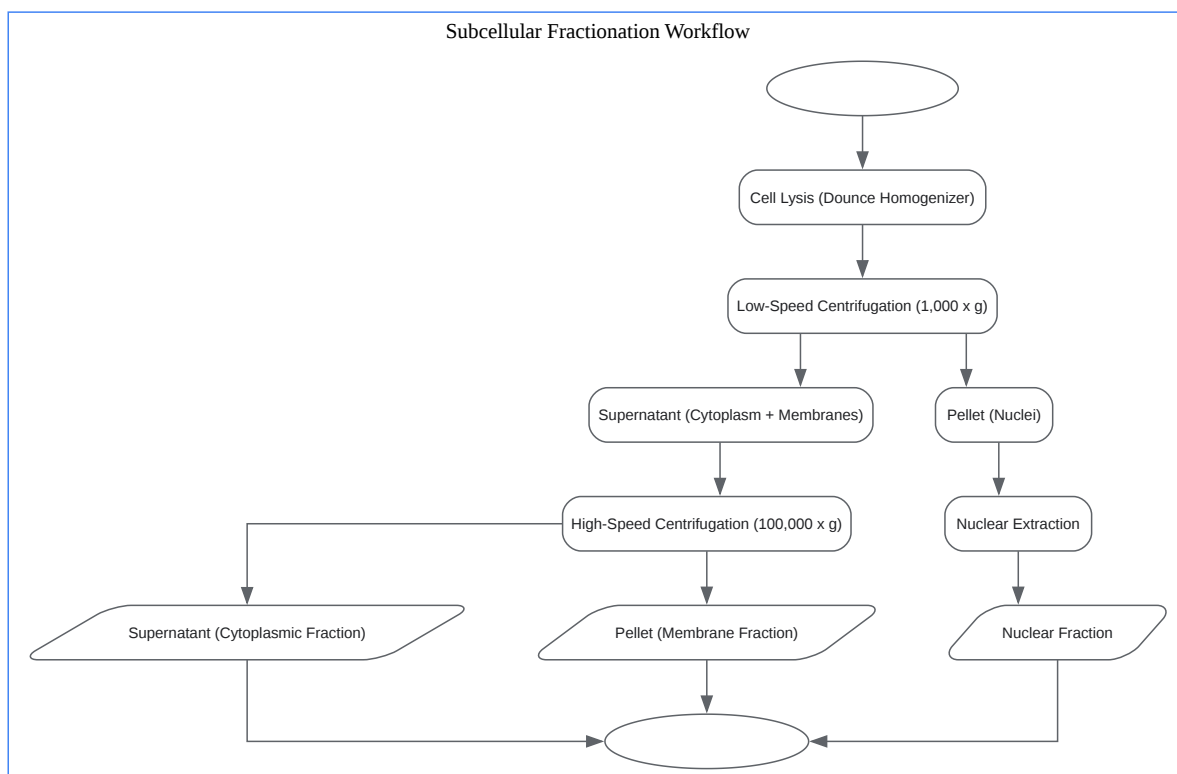 Subcellular Fractionation Workflow
Cell Lysis (Dounce Homogenizer)
Low-Speed Centrifugation (1,000 x g)
Supernatant (Cytoplasm + Membranes)
Pellet (Nuclei)
High-Speed Centrifugation (100,000 x g)
Nuclear Extraction
Supernatant (Cytoplasmic Fraction)
Pellet (Membrane Fraction)
Nuclear Fraction